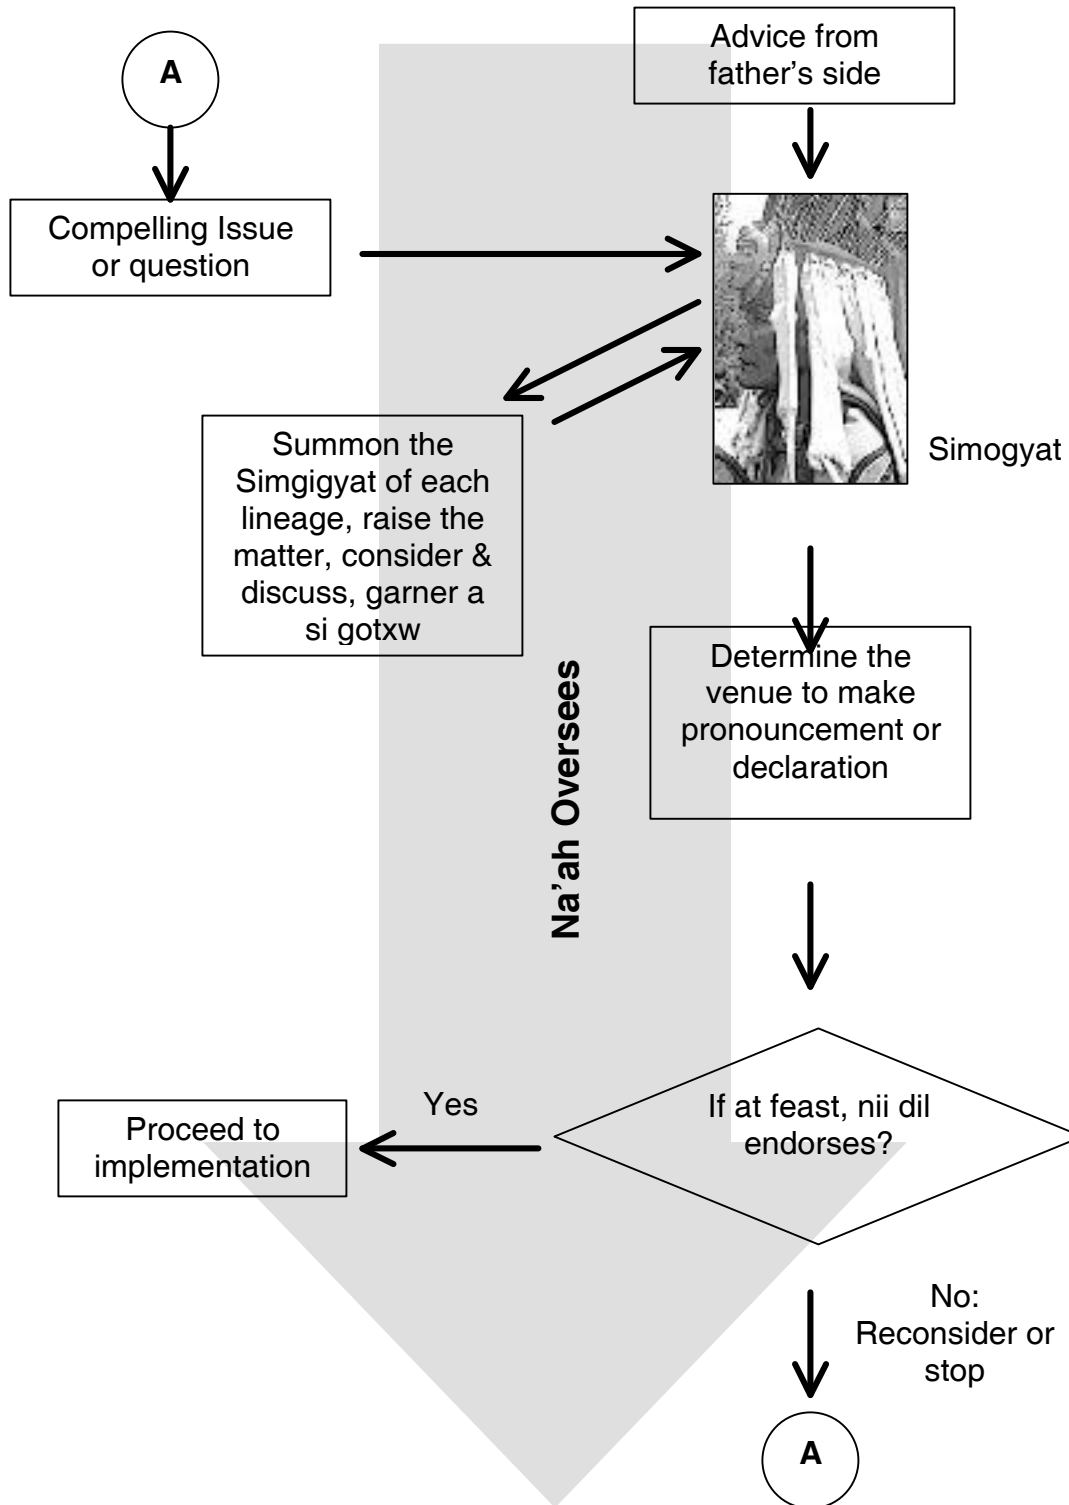 A
Advice from
father's side
Compelling Issue
or question
Simogyat
Summon the
Simgigyat of each
lineage, raise the
matter, consider &
discuss, garner a
si gotxw
Na'ah Oversees
Determine the
venue to make
pronouncement or
declaration
If at feast, nii dil
endorses?
Yes
Proceed to
implementation
No:
Reconsider or
stop
A